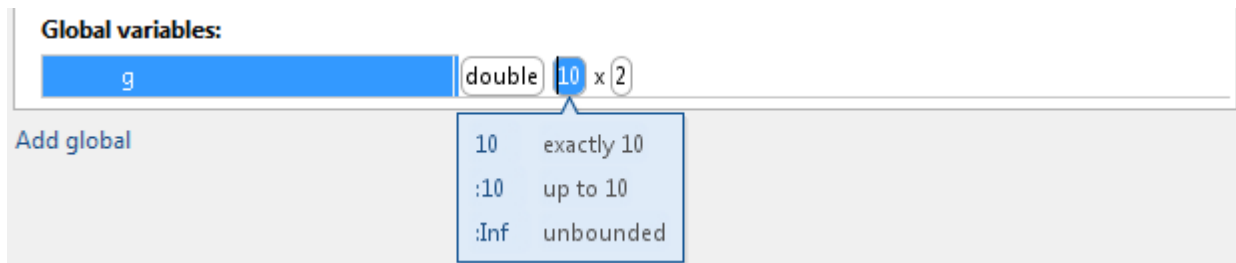 Global variables:
g double 10 x 2
Add global
10 exactly 10
:10 up to 10
:Inf unbounded